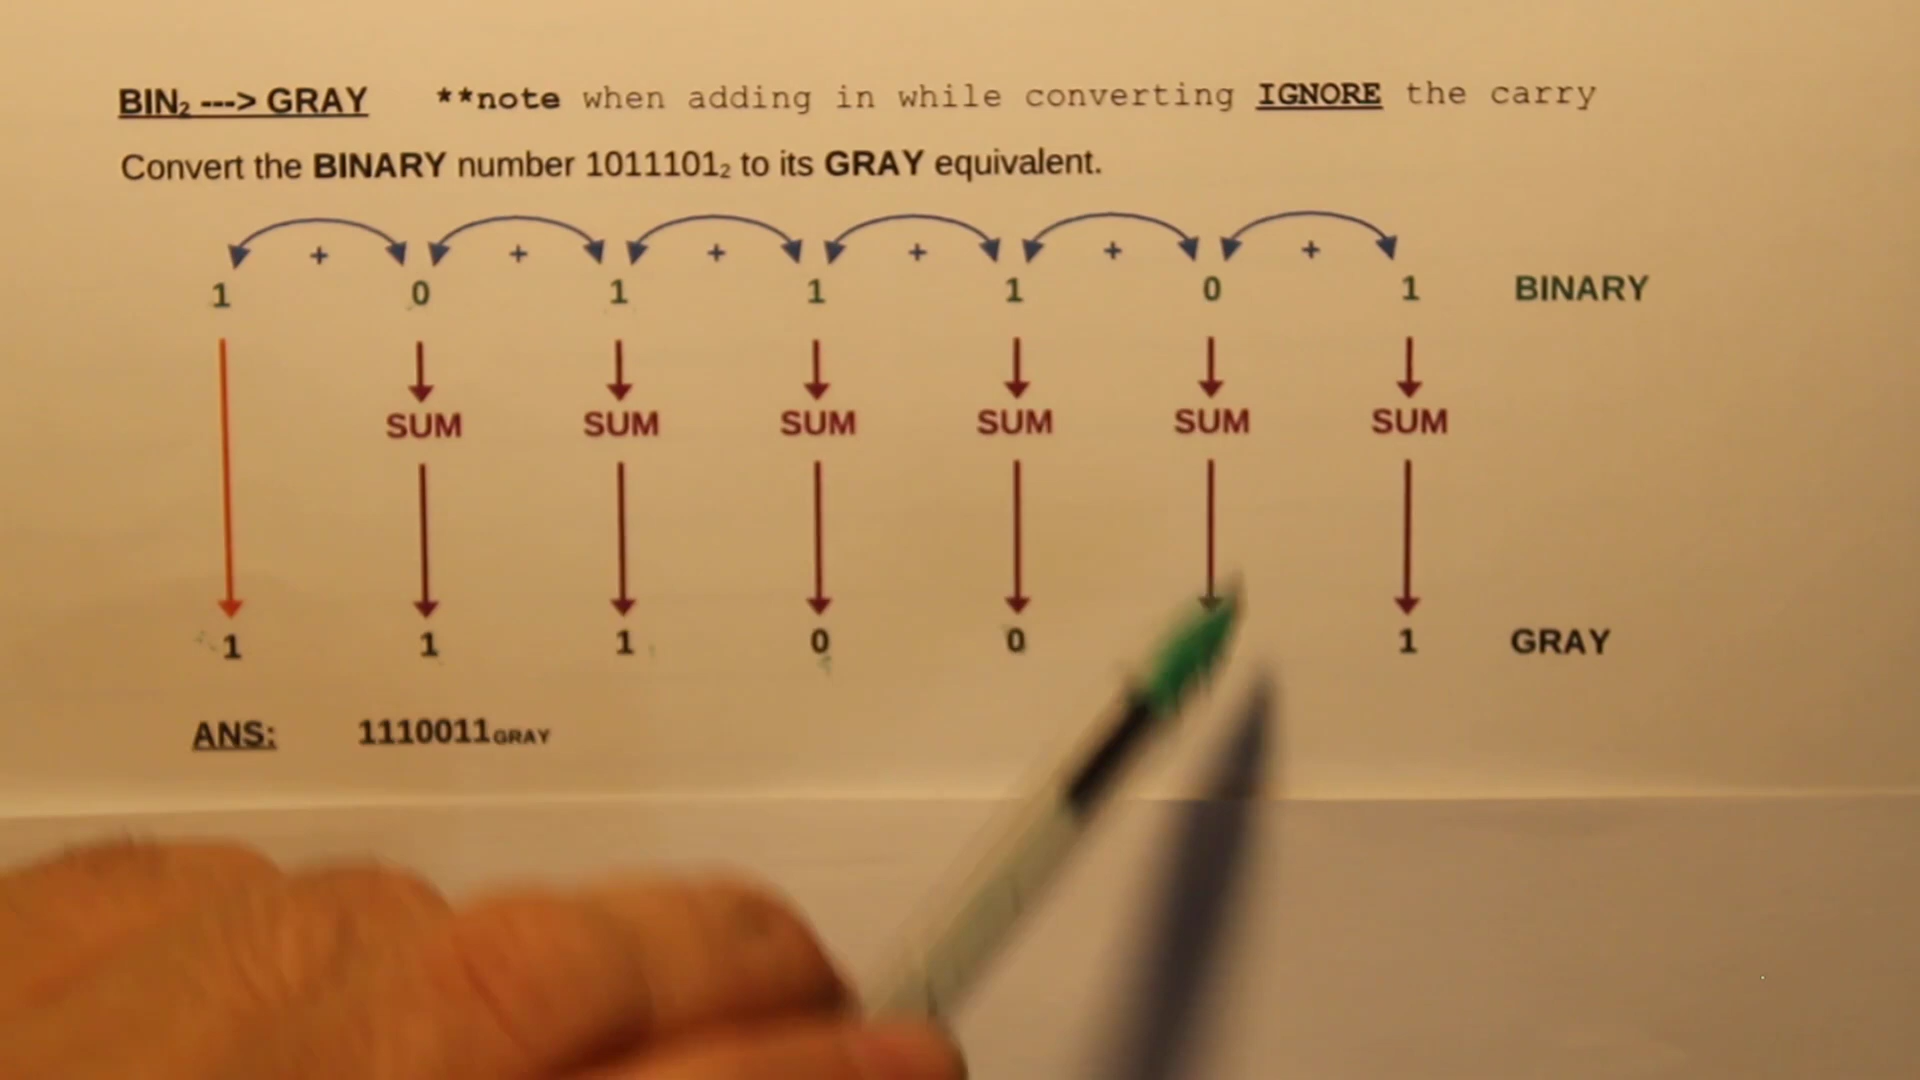 BIN₂ ---> GRAY **note when adding in while converting IGNORE the carry
Convert the BINARY number 1011101₂ to its GRAY equivalent.
+ + + + + +
1 0 1 1 1 0 1 BINARY
SUM SUM SUM SUM SUM SUM
1 1 1 0 0 1 GRAY
ANS: 1110011GRAY